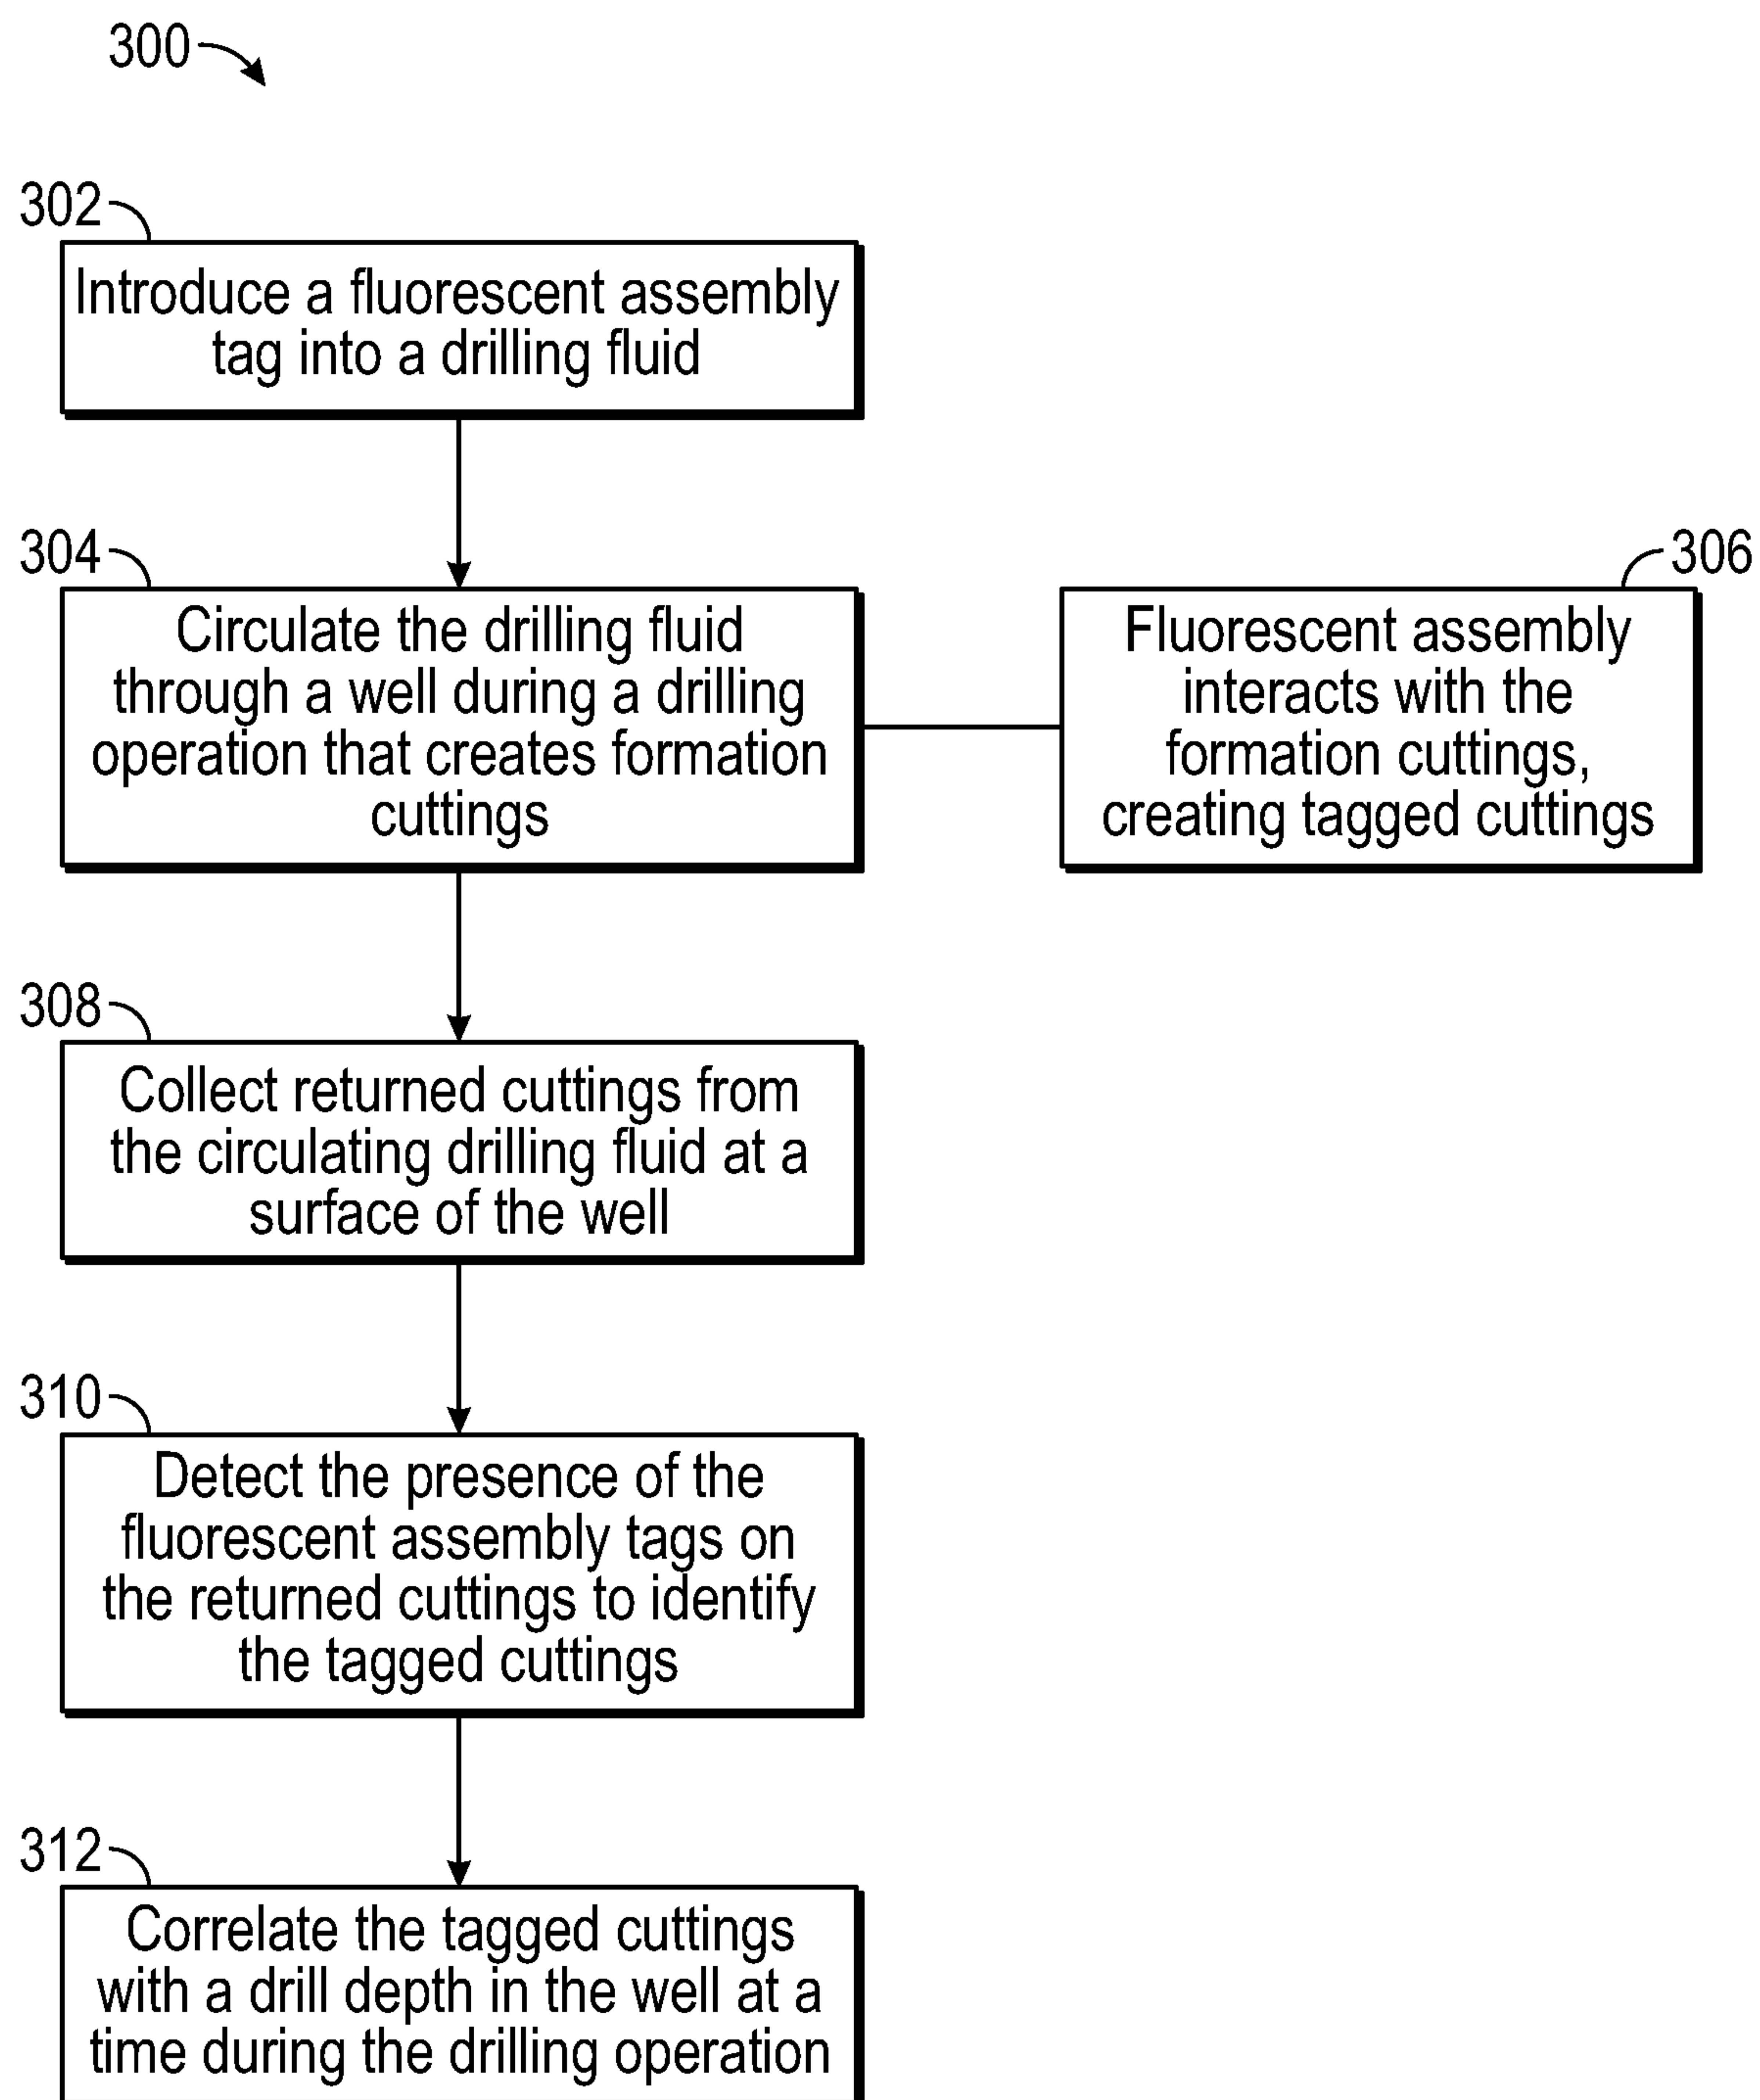 300
302
Introduce a fluorescent assembly
tag into a drilling fluid
304
Circulate the drilling fluid
through a well during a drilling
operation that creates formation
cuttings
306
Fluorescent assembly
interacts with the
formation cuttings,
creating tagged cuttings
308
Collect returned cuttings from
the circulating drilling fluid at a
surface of the well
310
Detect the presence of the
fluorescent assembly tags on
the returned cuttings to identify
the tagged cuttings
312
Correlate the tagged cuttings
with a drill depth in the well at a
time during the drilling operation